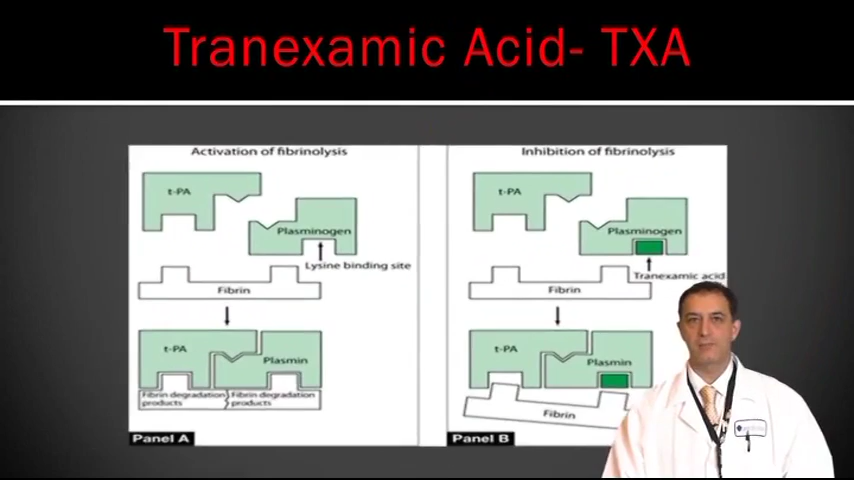 Tranexamic Acid- TXA
Activation of fibrinolysis
t-PA
Plasminogen
Lysine binding site
Fibrin
t-PA
Plasmin
Fibrin degradation
products
Fibrin degradation
products
Panel A
Inhibition of fibrinolysis
t-PA
Plasminogen
Tranexamic acid
Fibrin
t-PA
Plasmin
Fibrin
Panel B